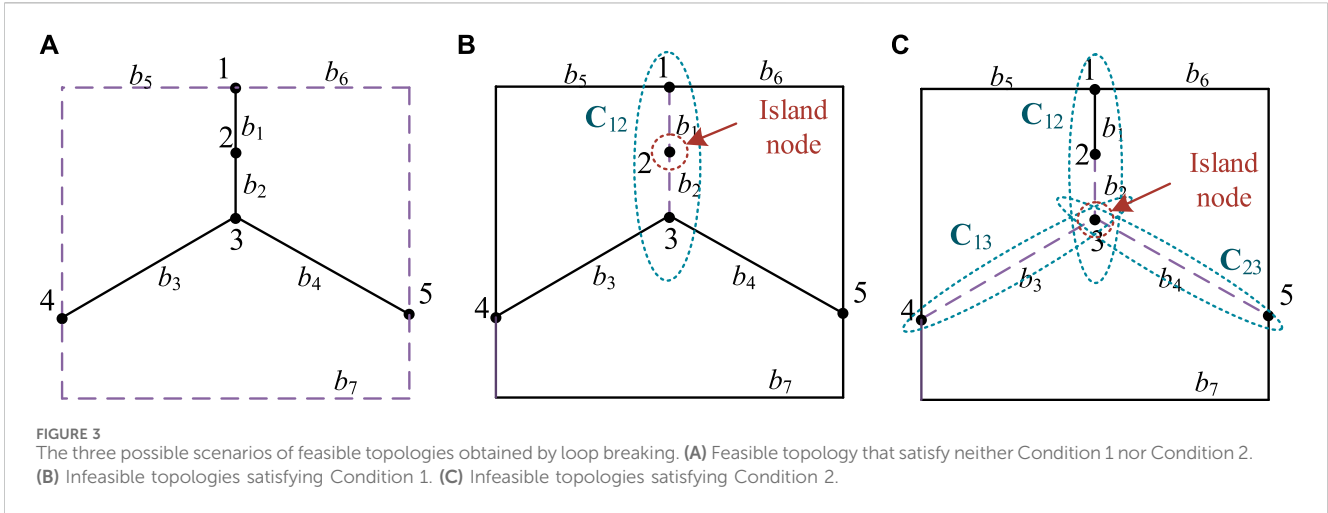 A
b5
1
b6
b1
2
b2
3
b3
b4
4
5
b7
B
b5
1
b6
C12
b1
Island
node
2
b2
3
b3
b4
4
5
b7
C
b5
1
b6
C12
b1
2
Island
node
b2
C13
3
C23
b3
b4
4
5
b7
FIGURE 3
The three possible scenarios of feasible topologies obtained by loop breaking. (A) Feasible topology that satisfy neither Condition 1 nor Condition 2.
(B) Infeasible topologies satisfying Condition 1. (C) Infeasible topologies satisfying Condition 2.